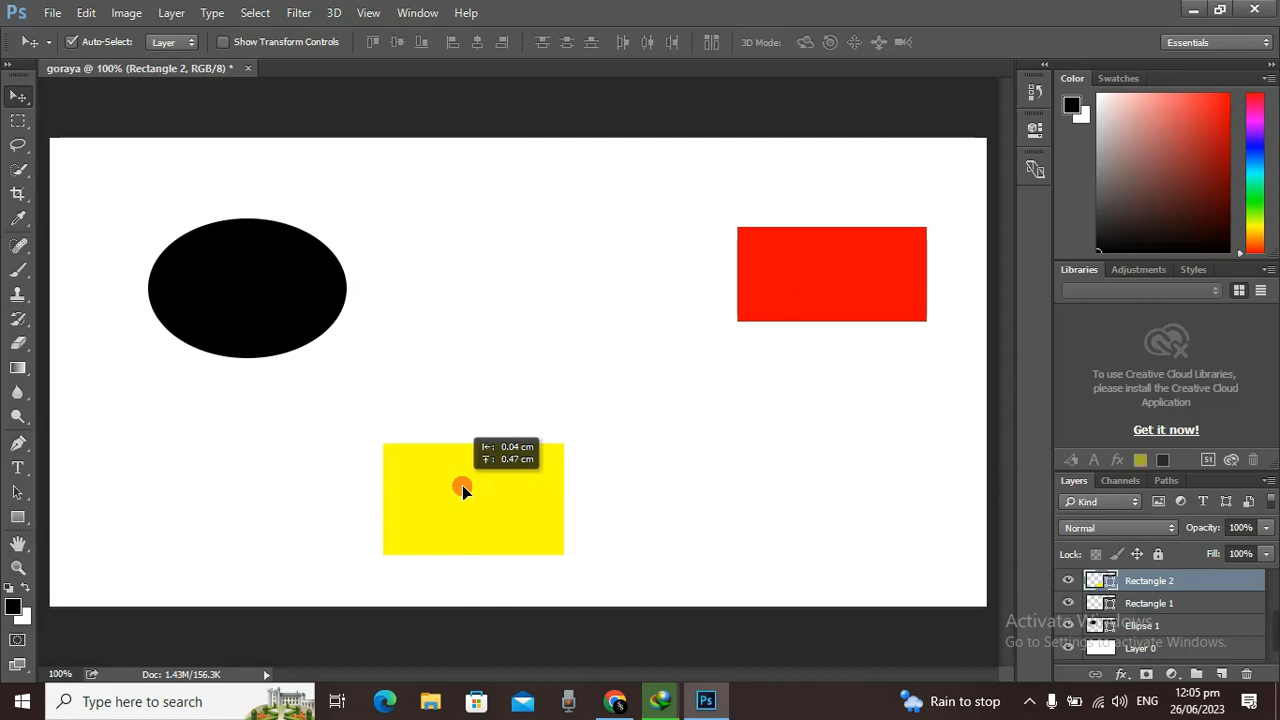 Ps File Edit Image Layer Type Select Filter 3D View Window Help
Auto-Select: Layer Show Transform Controls 3D Mode: Essentials
goraya @ 100% (Rectangle 2, RGB/8) * ×
Color Swatches
Libraries Adjustments Styles
To use Creative Cloud Libraries,
please install the Creative Cloud
Application
Get it now!
0.04 cm
0.47 cm
fx St
Layers Channels Paths
Kind
Normal Opacity: 100%
Lock: Fill: 100%
Rectangle 2
Rectangle 1
Ellipse 1
Layer 0
Activate Windows
Go to Settings to activate Windows.
100% Doc: 1.43M/156.3K
fx
Type here to search
Ps
Rain to stop
ENG
12:05 pm
26/06/2023